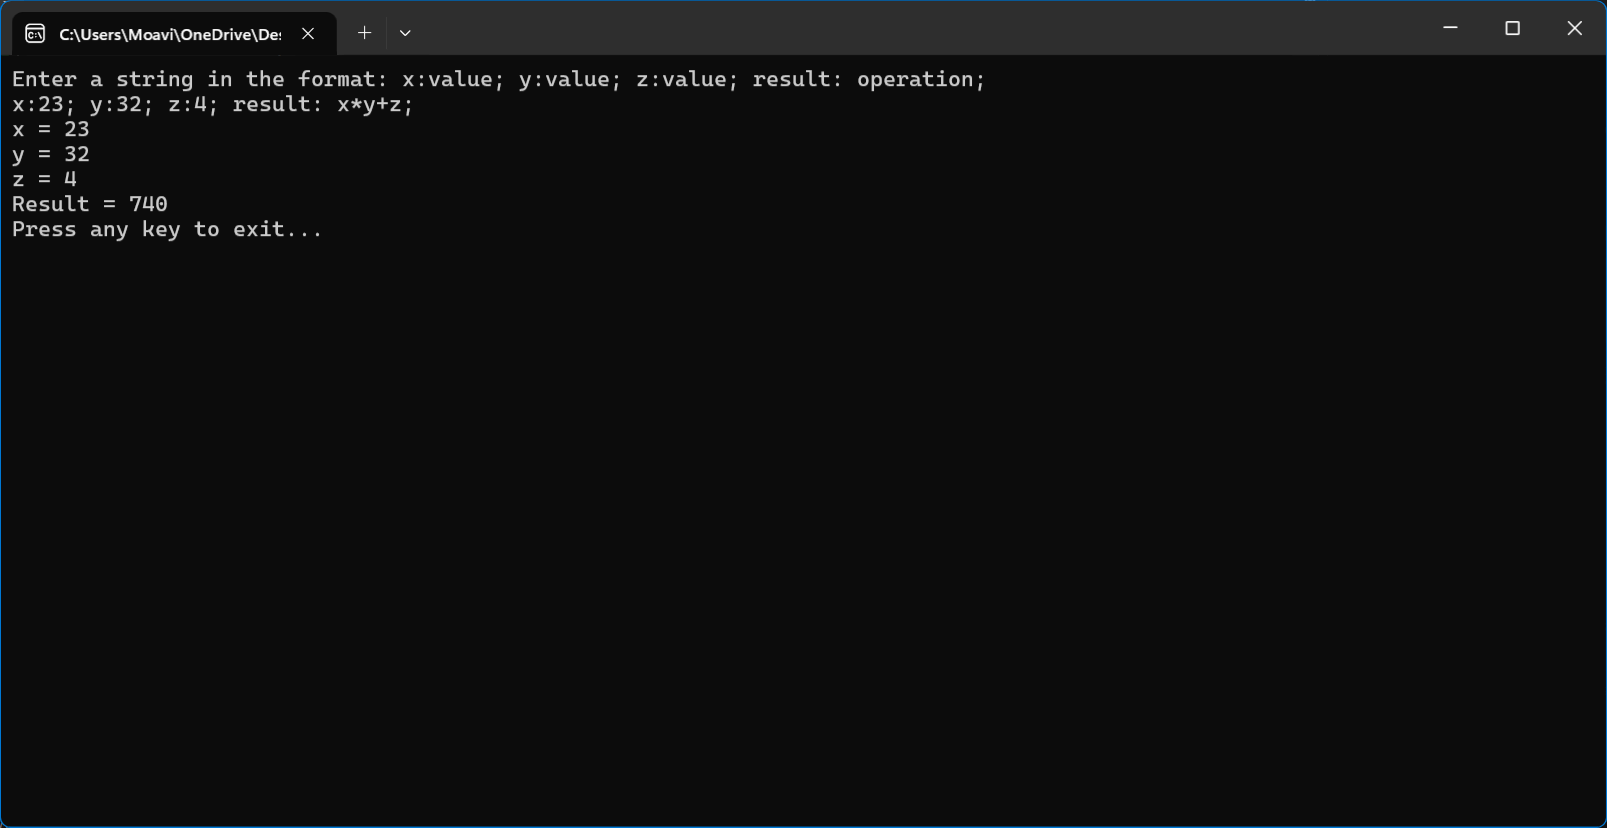 C:\Users\Moavi\OneDrive\Des
Enter a string in the format: x:value; y:value; z:value; result: operation;
x:23; y:32; z:4; result: x*y+z;
x = 23
y = 32
z = 4
Result = 740
Press any key to exit...